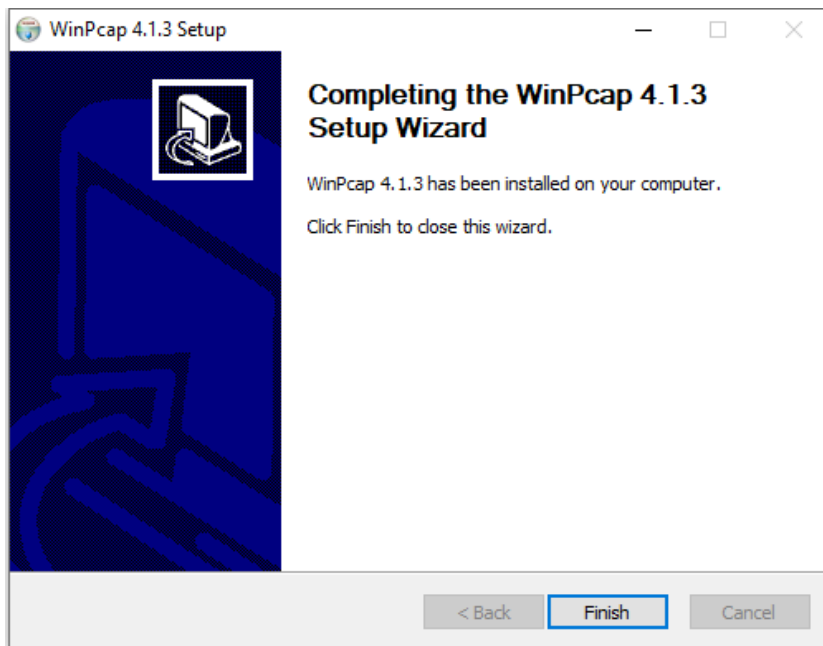 WinPcap 4.1.3 Setup
Completing the WinPcap 4.1.3
Setup Wizard
WinPcap 4.1.3 has been installed on your computer.
Click Finish to close this wizard.
< Back
Finish
Cancel